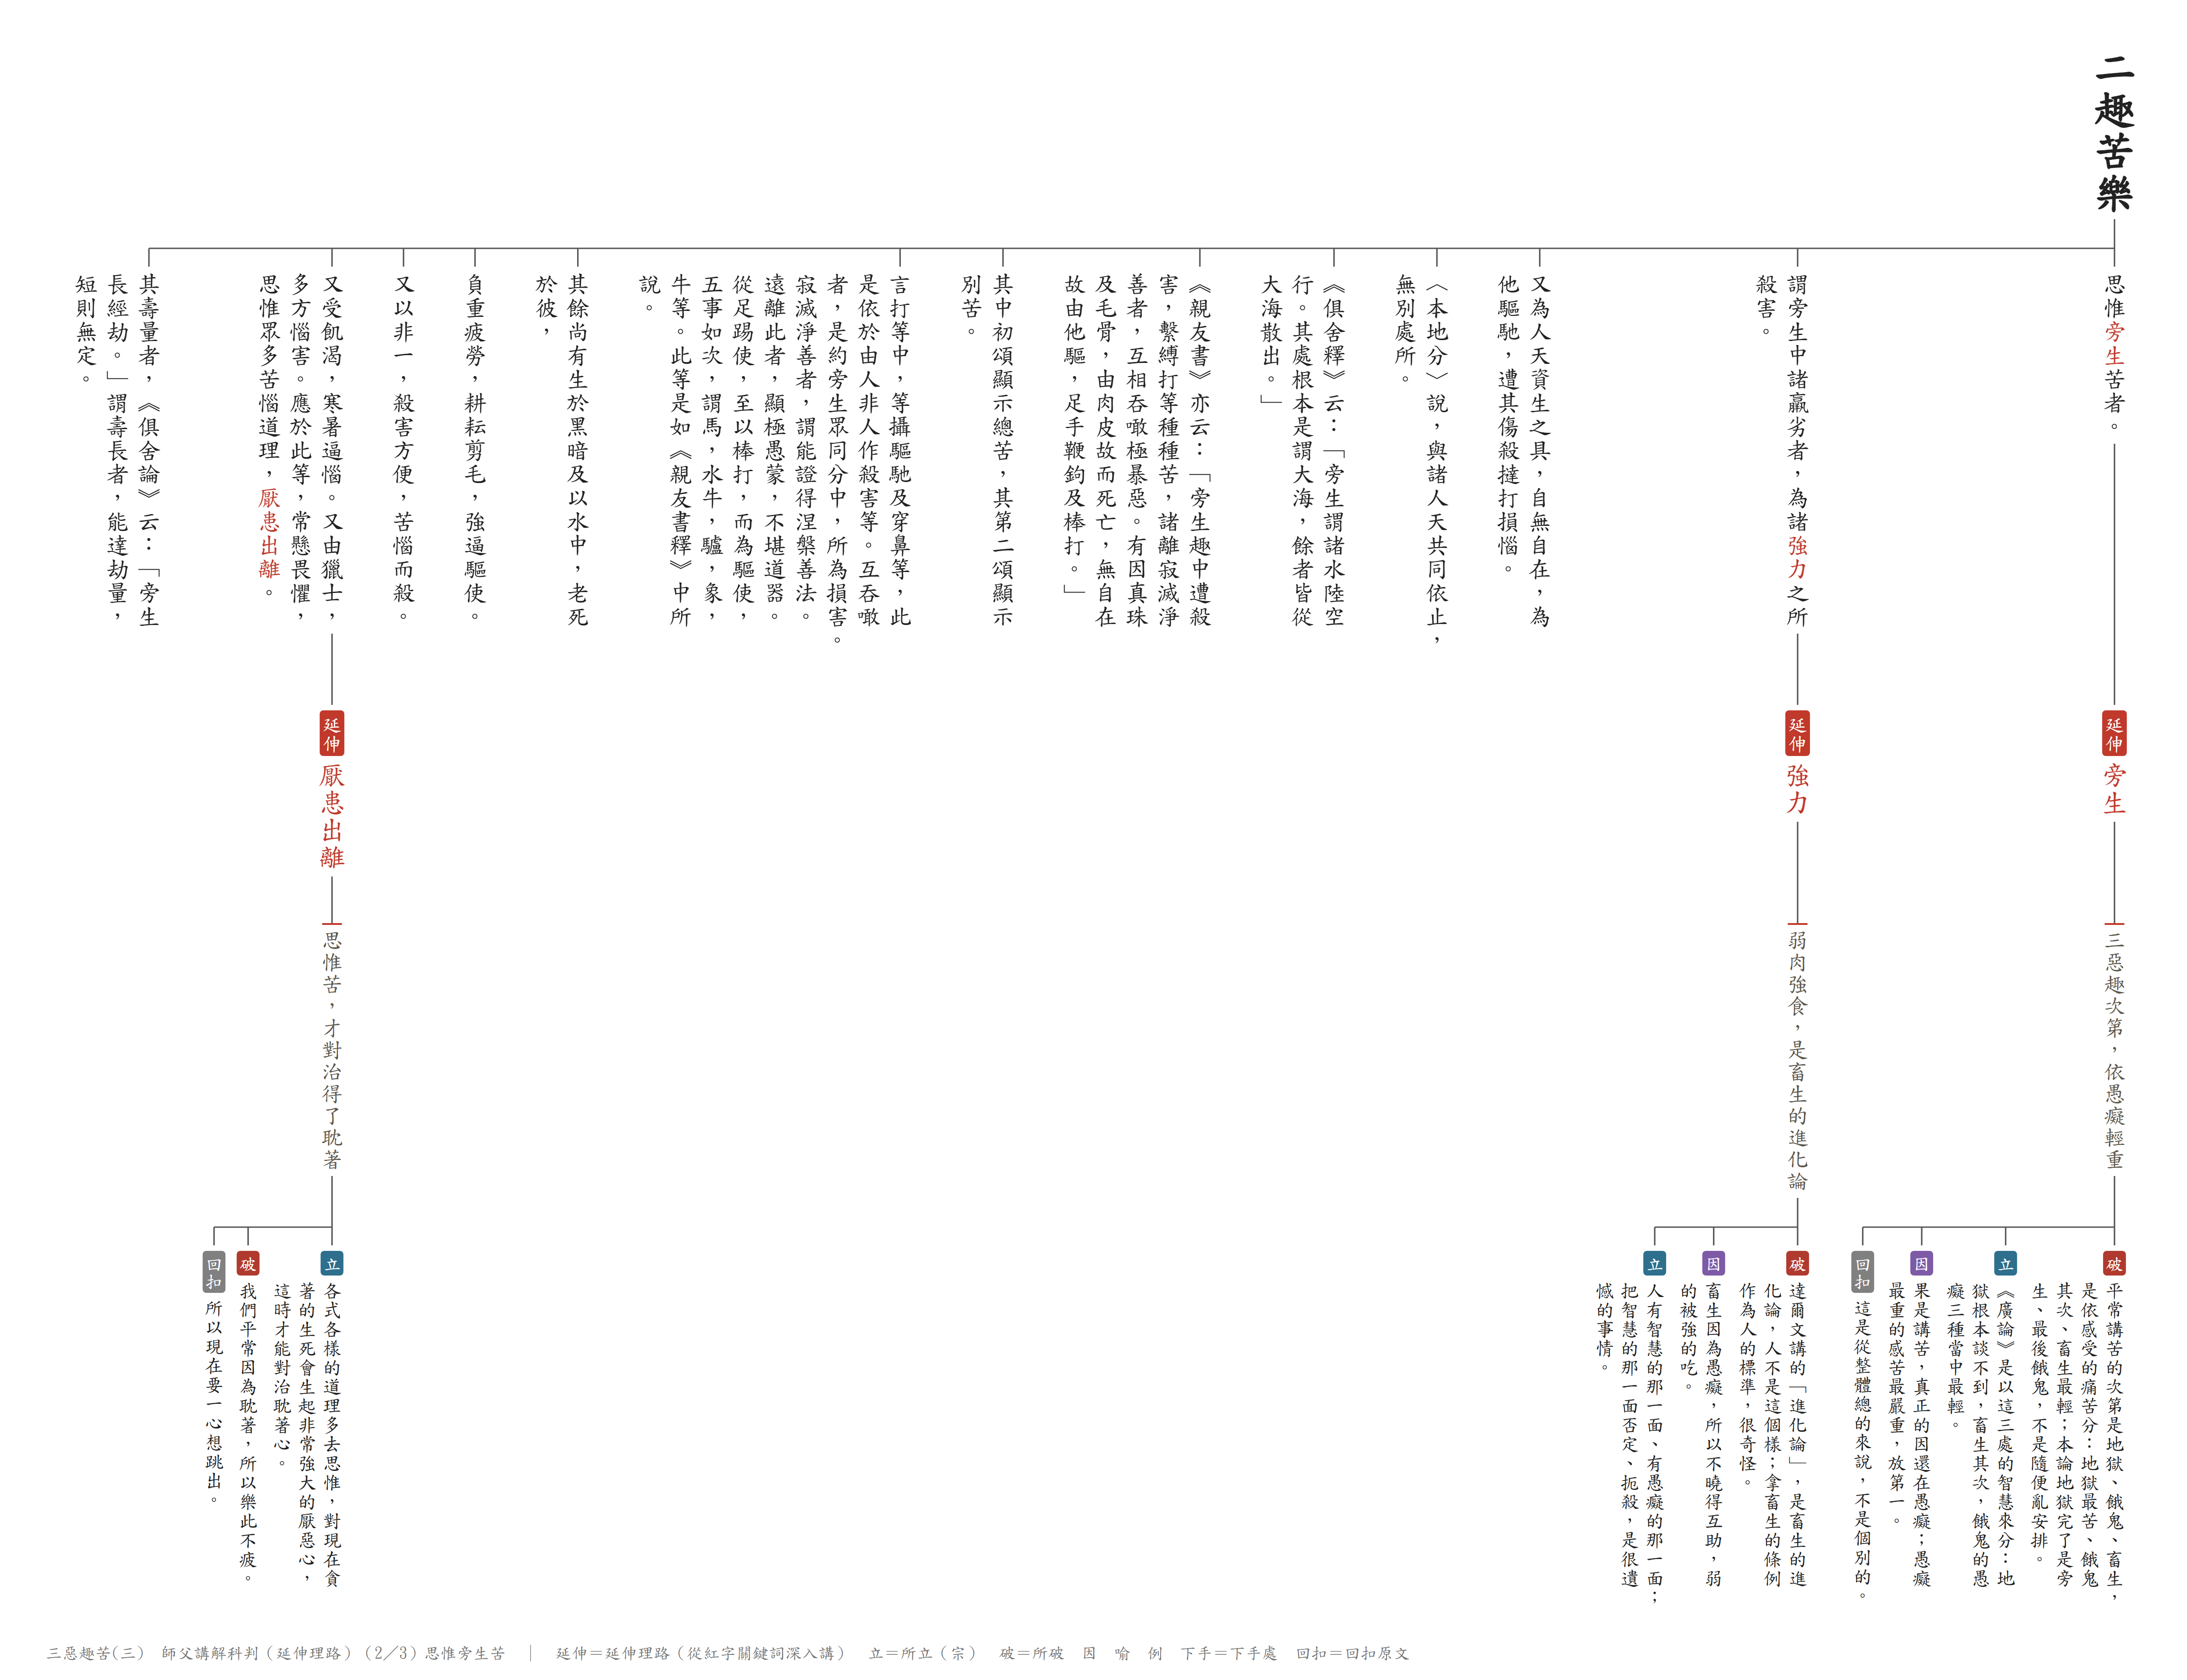 二趣苦樂
思惟旁生苦者。
謂旁生中諸羸劣者，為諸強力之所
殺害。
又為人天資生之具，自無自在，為
他驅馳，遭其傷殺撻打損惱。
〈本地分〉說，與諸人天共同依止，
無別處所。
《俱舍釋》云：「旁生謂諸水陸空
行。其處根本是謂大海，餘者皆從
大海散出。」
《親友書》亦云：「旁生趣中遭殺
害，繫縛打等種種苦，諸離寂滅淨
善者，互相吞噉極暴惡。有因真珠
及毛骨，由肉皮故而死亡，無自在
故由他驅，足手鞭鉤及棒打。」
其中初頌顯示總苦，其第二頌顯示
別苦。
言打等中，等攝驅馳及穿鼻等，此
是依於由人非人作殺害等。互吞噉
者，是約旁生眾同分中，所為損害。
寂滅淨善者，謂能證得涅槃善法。
遠離此者，顯極愚蒙，不堪道器。
從足踢使，至以棒打，而為驅使，
五事如次，謂馬，水牛，驢，象，
牛等。此等是如《親友書釋》中所
說。
其餘尚有生於黑暗及以水中，老死
於彼，
負重疲勞，耕耘剪毛，強逼驅使。
又以非一，殺害方便，苦惱而殺。
又受飢渴，寒暑逼惱。又由獵士，
多方惱害。應於此等，常懸畏懼，
思惟眾多苦惱道理，厭患出離。
其壽量者，《俱舍論》云：「旁生
長經劫。」謂壽長者，能達劫量，
短則無定。
延伸
旁生
三惡趣次第，依愚癡輕重
破
平常講苦的次第是地獄、餓鬼、畜生，
是依感受的痛苦分：地獄最苦、餓鬼
其次、畜生最輕；本論地獄完了是旁
生、最後餓鬼，不是隨便亂安排。
立
《廣論》是以這三處的智慧來分：地
獄根本談不到，畜生其次，餓鬼的愚
癡三種當中最輕。
因
果是講苦，真正的因還在愚癡；愚癡
最重的感苦最嚴重，放第一。
回扣
這是從整體總的來說，不是個別的。
延伸
強力
弱肉強食，是畜生的進化論
破
達爾文講的「進化論」，是畜生的進
化論，人不是這個樣；拿畜生的條例
作為人的標準，很奇怪。
因
畜生因為愚癡，所以不曉得互助，弱
的被強的吃。
立
人有智慧的那一面、有愚癡的那一面；
把智慧的那一面否定、扼殺，是很遺
憾的事情。
延伸
厭患出離
思惟苦，才對治得了耽著
立
各式各樣的道理多去思惟，對現在貪
著的生死會生起非常強大的厭惡心，
這時才能對治耽著心。
破
我們平常因為耽著，所以樂此不疲。
回扣
所以現在要一心想跳出。
三惡趣苦(三)　師父講解科判（延伸理路）（2／3）思惟旁生苦　｜　延伸＝延伸理路（從紅字關鍵詞深入講）　立＝所立（宗）　破＝所破　因　喻　例　下手＝下手處　回扣＝回扣原文